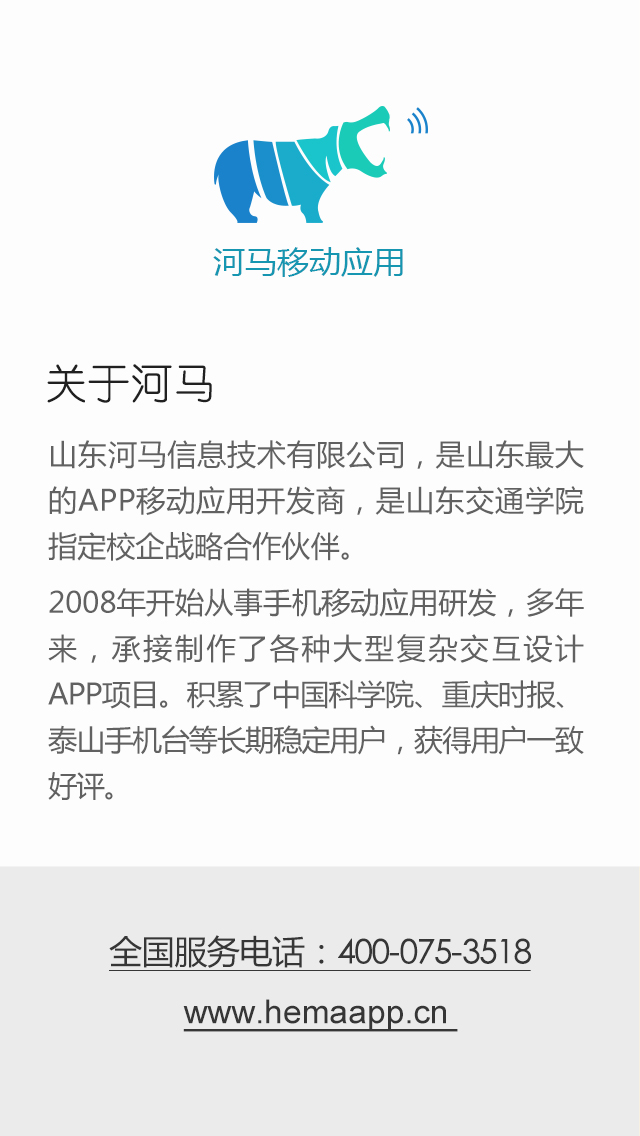 河马移动应用
关于河马
山东河马信息技术有限公司，是山东最大
的APP移动应用开发商，是山东交通学院
指定校企战略合作伙伴。
2008年开始从事手机移动应用研发，多年
来，承接制作了各种大型复杂交互设计
APP项目。积累了中国科学院、重庆时报、
泰山手机台等长期稳定用户，获得用户一致
好评。
全国服务电话：400-075-3518
www.hemaapp.cn